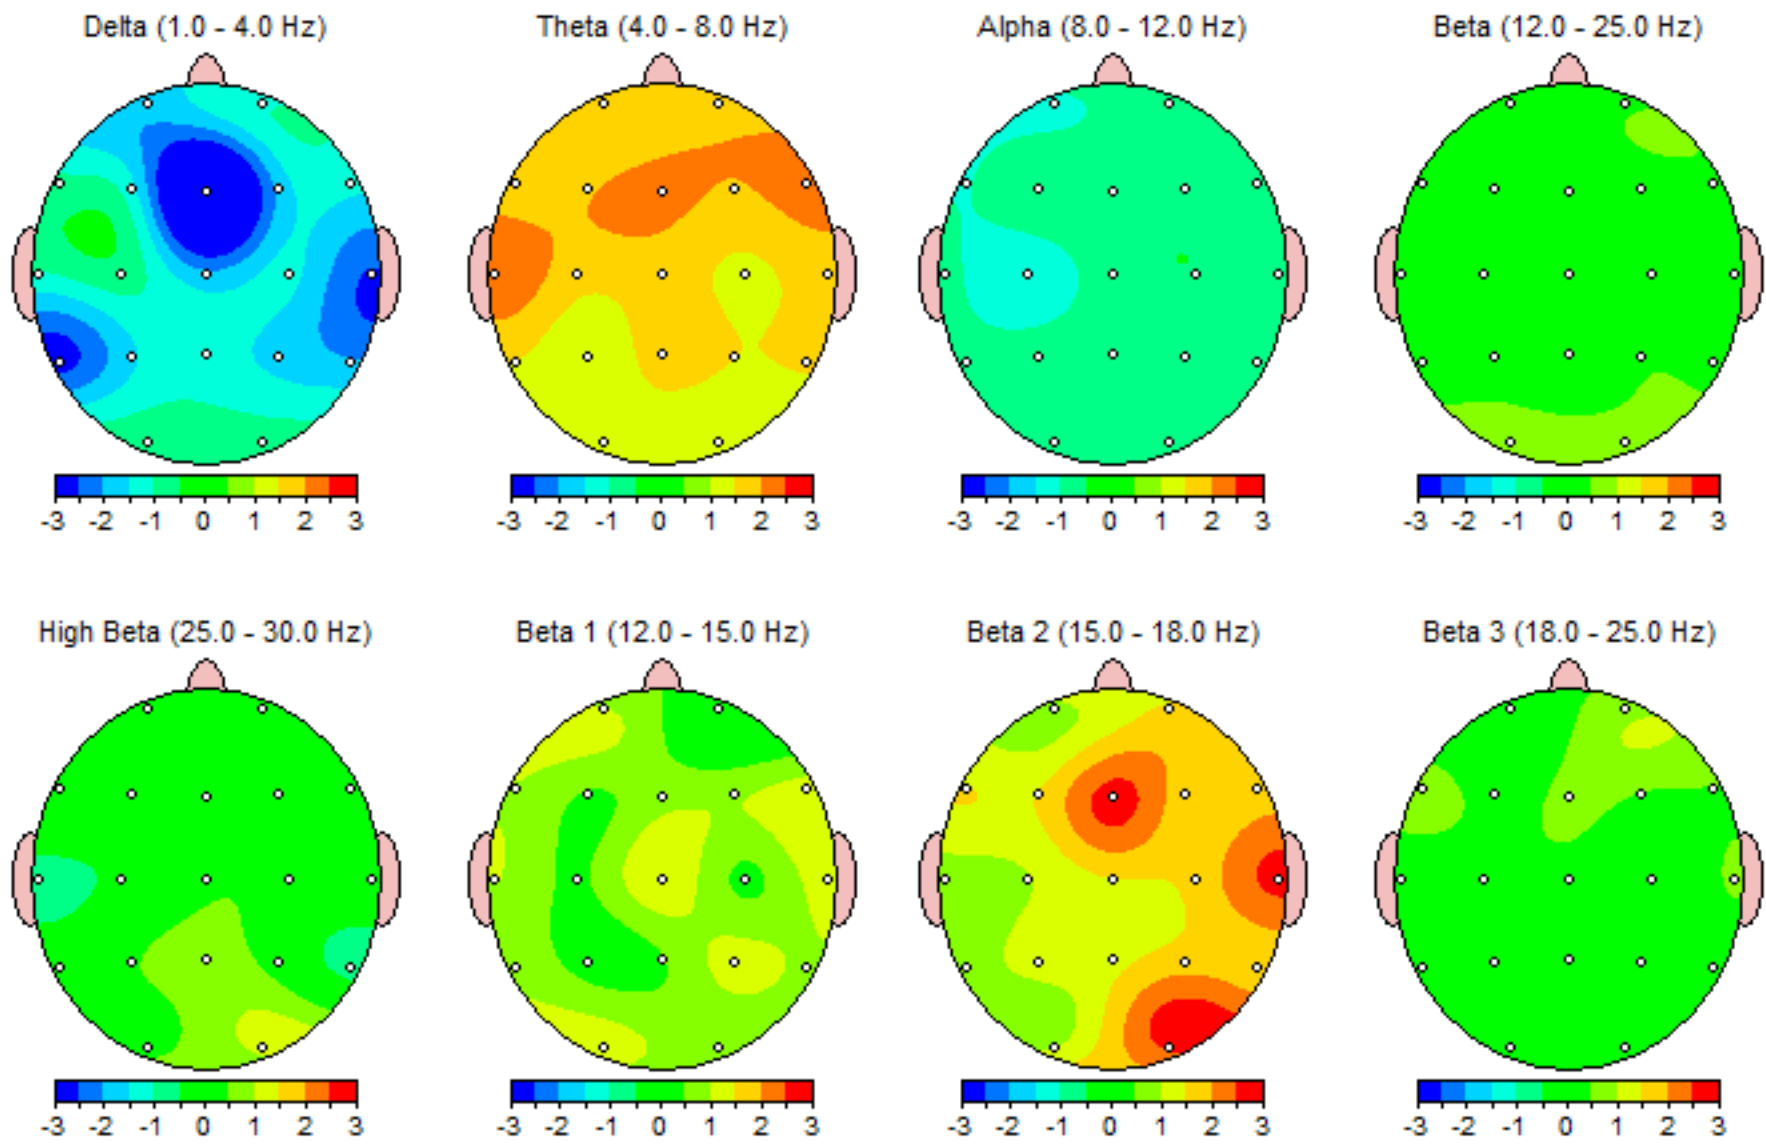 Delta (1.0 - 4.0 Hz)
Theta (4.0 - 8.0 Hz)
Alpha (8.0 - 12.0 Hz)
Beta (12.0 - 25.0 Hz)
-3 -2 -1 0 1 2 3
-3 -2 -1 0 1 2 3
-3 -2 -1 0 1 2 3
-3 -2 -1 0 1 2 3
High Beta (25.0 - 30.0 Hz)
Beta 1 (12.0 - 15.0 Hz)
Beta 2 (15.0 - 18.0 Hz)
Beta 3 (18.0 - 25.0 Hz)
-3 -2 -1 0 1 2 3
-3 -2 -1 0 1 2 3
-3 -2 -1 0 1 2 3
-3 -2 -1 0 1 2 3